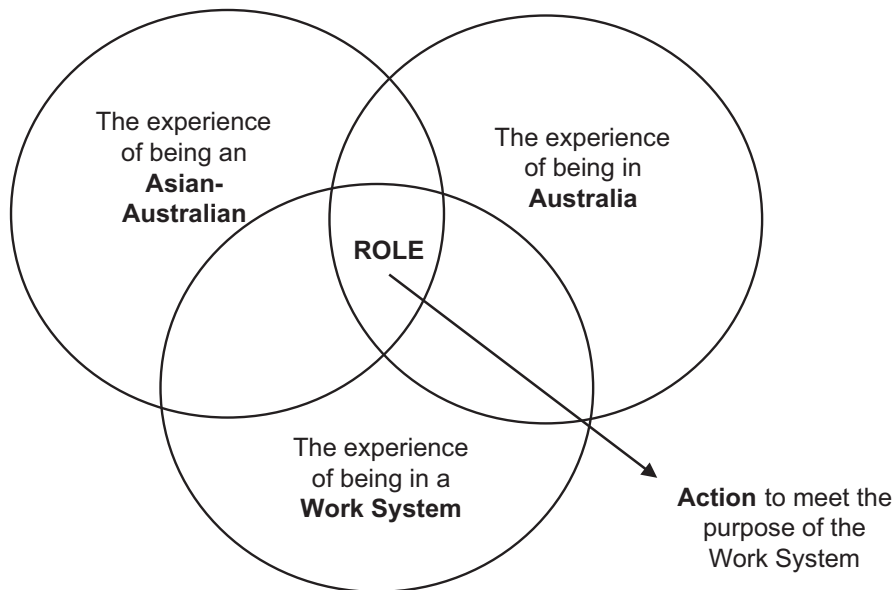 The experience
of being an
Asian-
Australian
The experience
of being in
Australia
ROLE
The experience
of being in a
Work System
Action to meet the
purpose of the
Work System